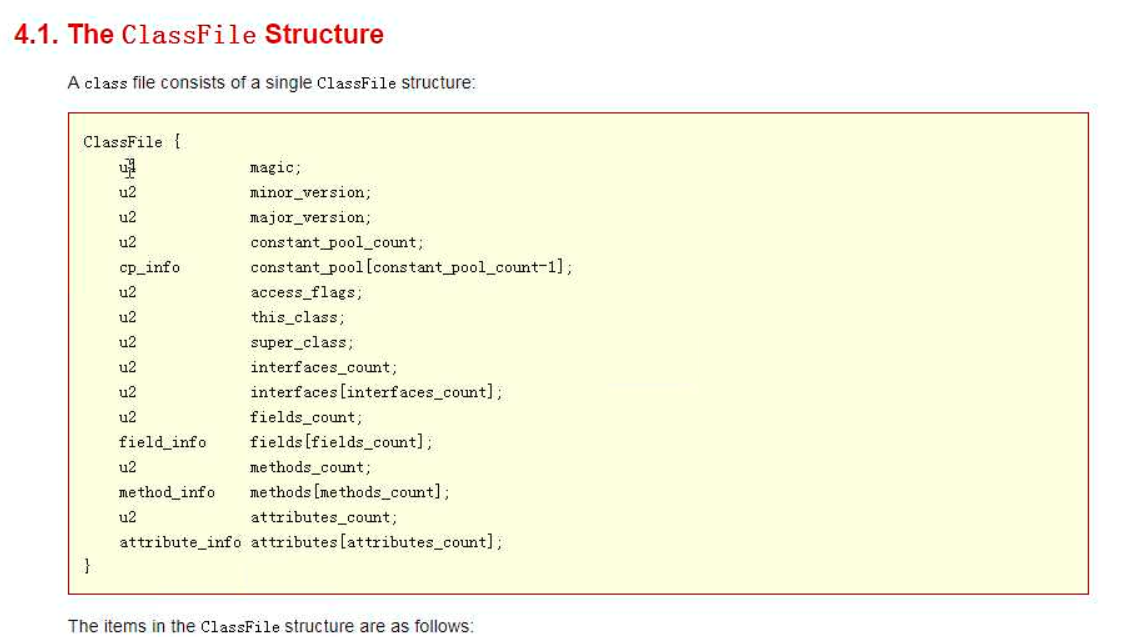 4.1. The ClassFile Structure
A class file consists of a single ClassFile structure:
ClassFile {
u4 magic;
u2 minor_version;
u2 major_version;
u2 constant_pool_count;
cp_info constant_pool[constant_pool_count-1];
u2 access_flags;
u2 this_class;
u2 super_class;
u2 interfaces_count;
u2 interfaces[interfaces_count];
u2 fields_count;
field_info fields[fields_count];
u2 methods_count;
method_info methods[methods_count];
u2 attributes_count;
attribute_info attributes[attributes_count];
}
The items in the ClassFile structure are as follows: